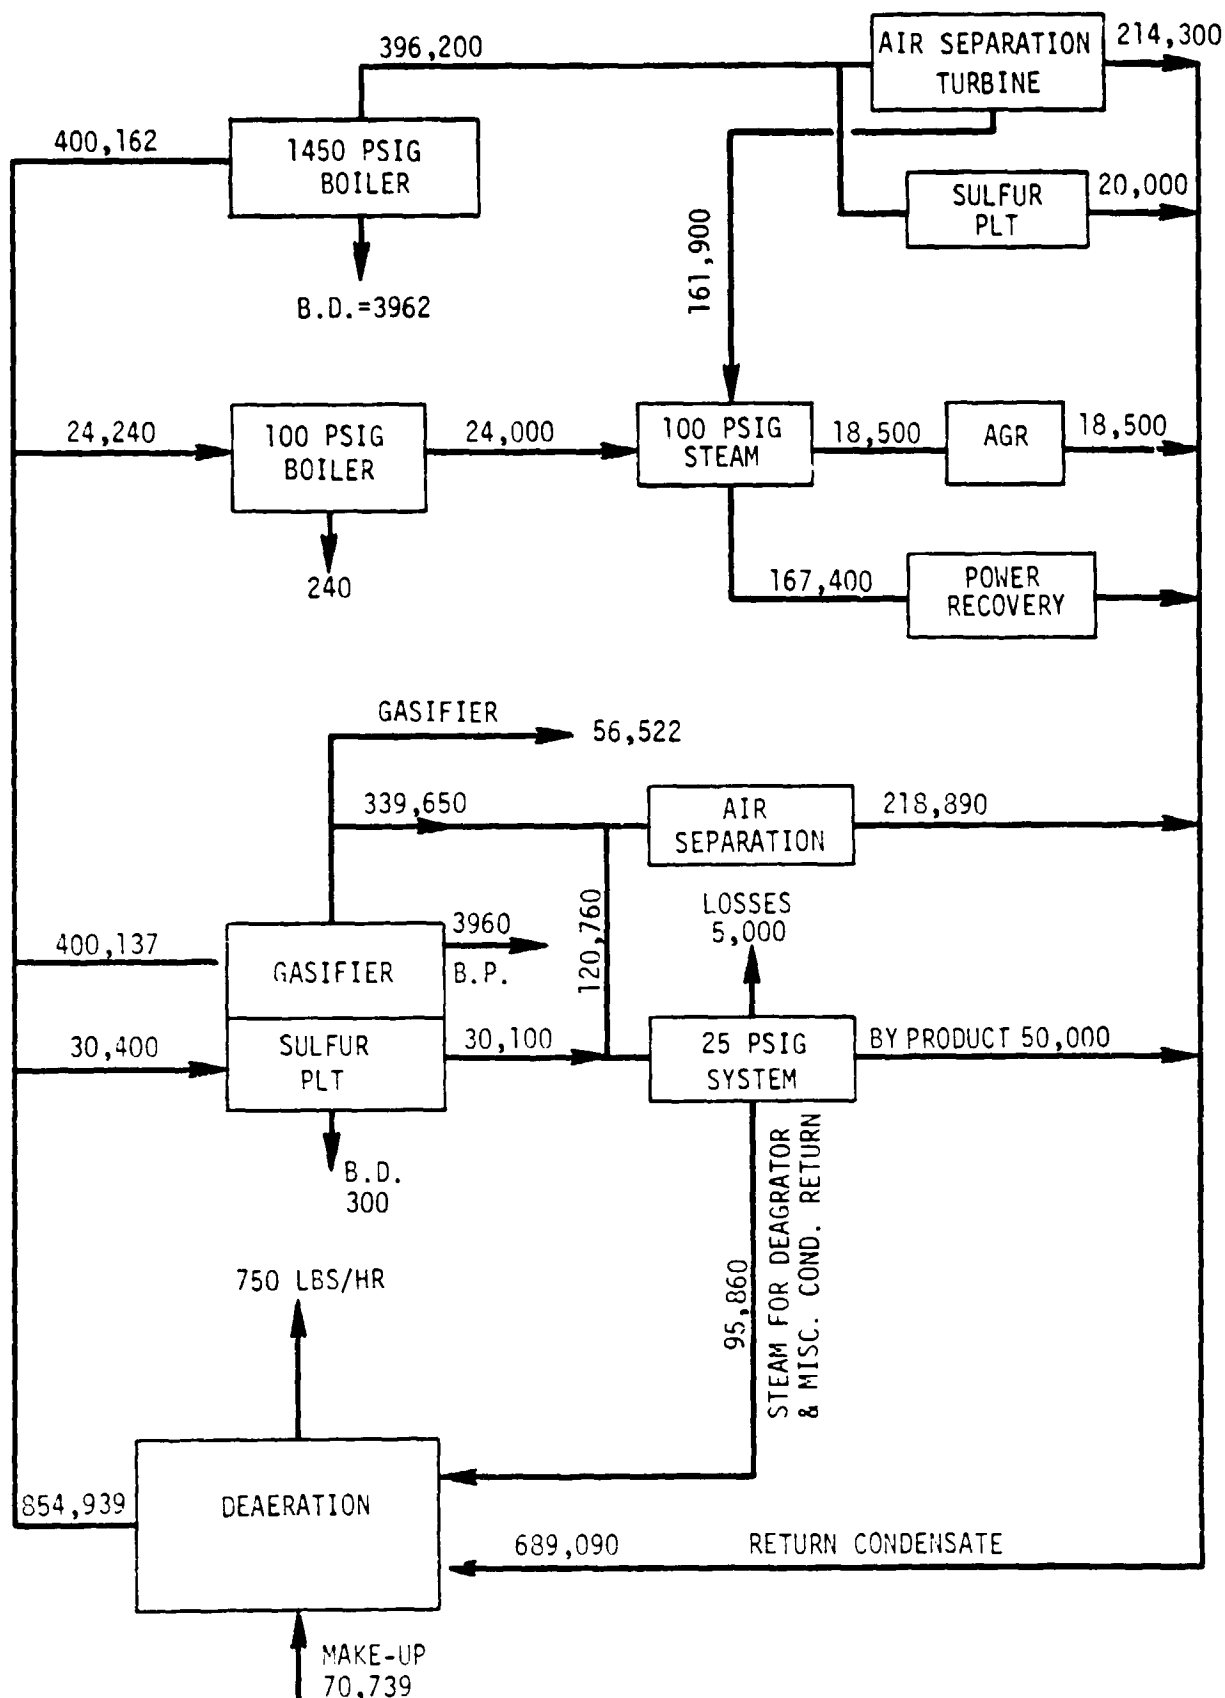 396,200
AIR SEPARATION
TURBINE
214,300
400,162
1450 PSIG
BOILER
SULFUR
PLT
20,000
161,900
B.D.=3962
24,240
100 PSIG
BOILER
24,000
100 PSIG
STEAM
18,500
AGR
18,500
240
167,400
POWER
RECOVERY
GASIFIER
56,522
339,650
AIR
SEPARATION
218,890
LOSSES
5,000
120,760
400,137
GASIFIER
3960
B.P.
30,400
SULFUR
PLT
30,100
25 PSIG
SYSTEM
BY PRODUCT 50,000
B.D.
300
95,860
STEAM FOR DEAGRATOR
& MISC. COND. RETURN
750 LBS/HR
854,939
DEAERATION
689,090
RETURN CONDENSATE
MAKE-UP
70,739